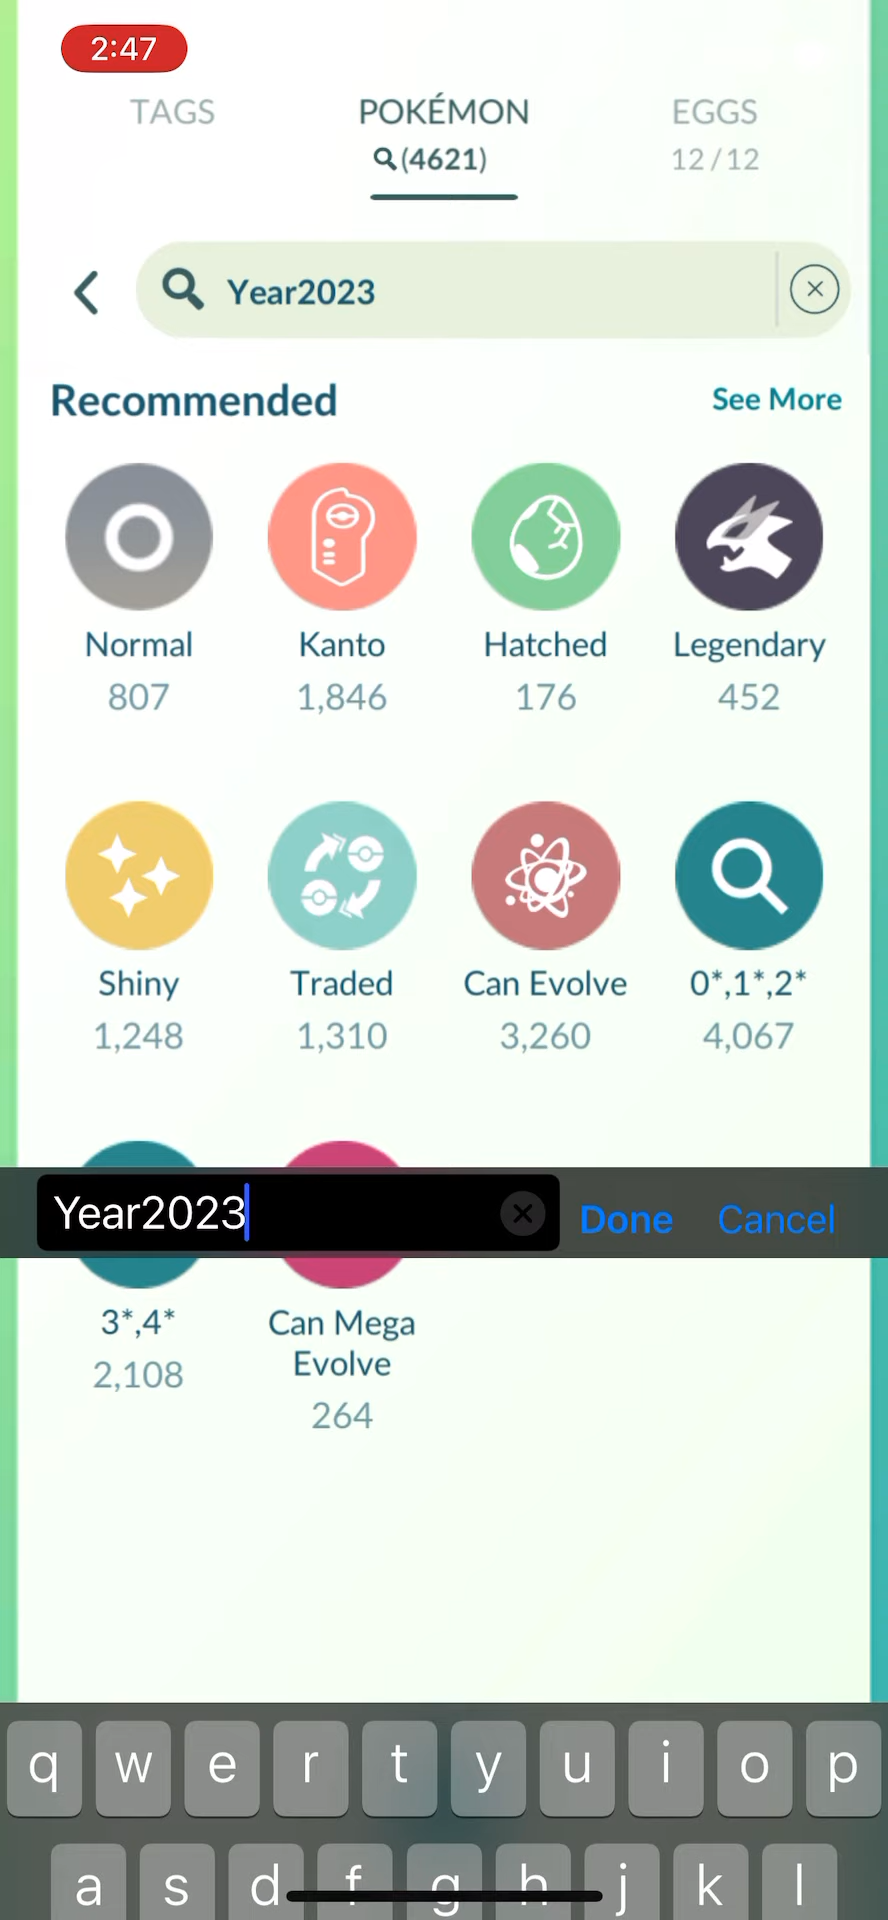 2:47
TAGS POKÉMON EGGS
(4621) 12 / 12
Year2023
Recommended See More
Normal Kanto Hatched Legendary
807 1,846 176 452
Shiny Traded Can Evolve 0*,1*,2*
1,248 1,310 3,260 4,067
Year2023 Done Cancel
3*,4* Can Mega
Evolve
2,108
264
q w e r t y u i o p
a s d f g h j k l